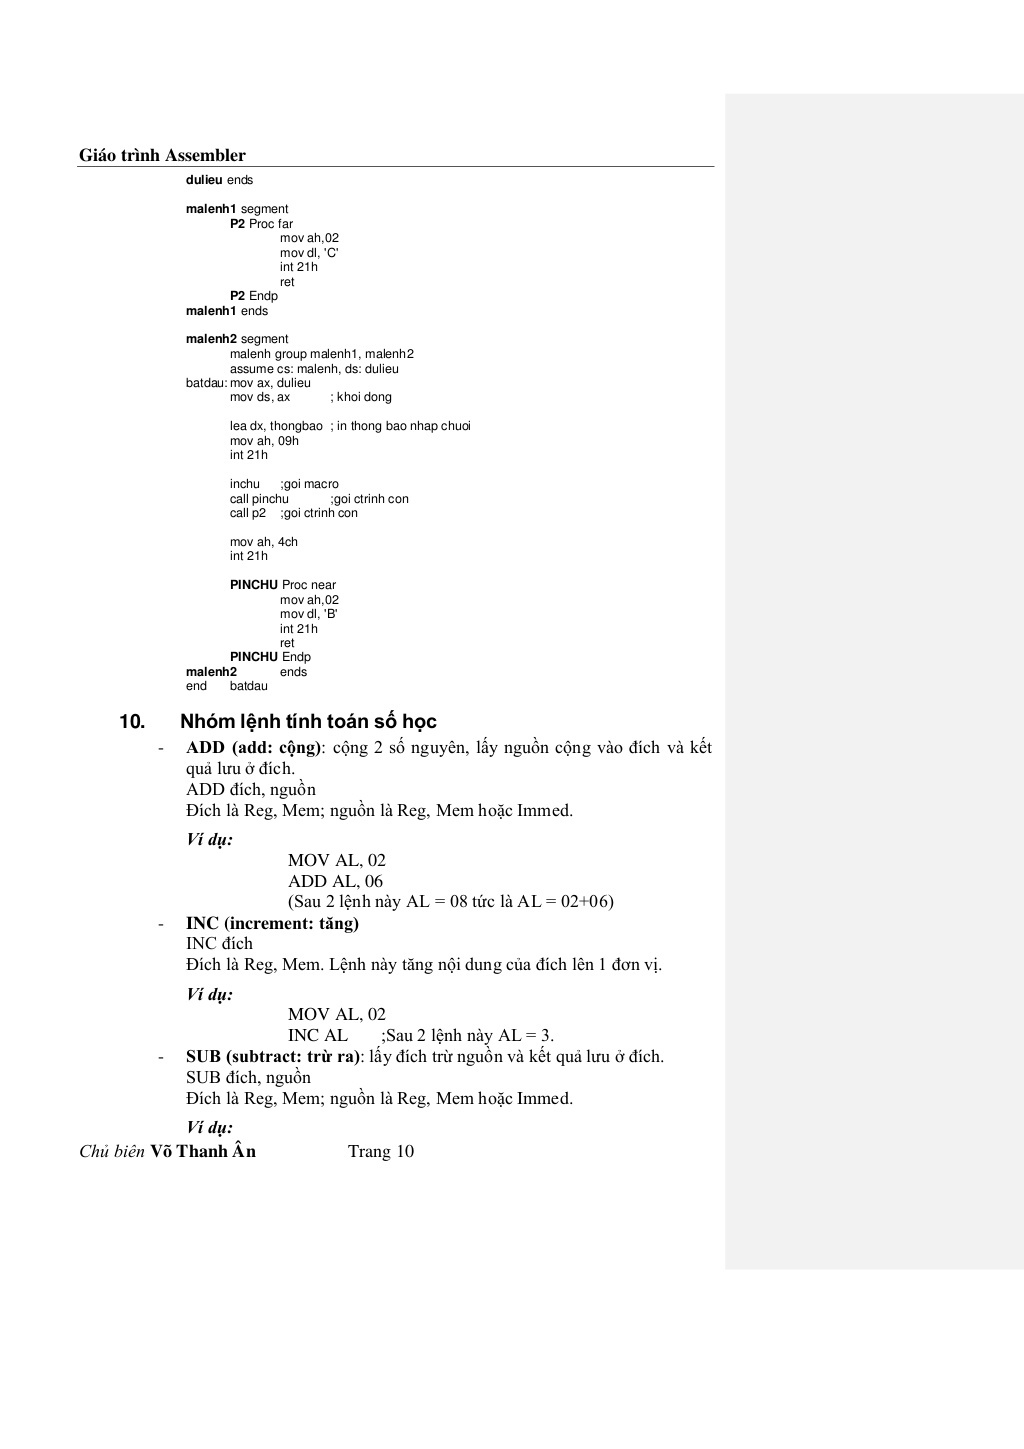 Giáo trình Assembler
dulieu ends
malenh1 segment
P2 Proc far
mov ah,02
mov dl, 'C'
int 21h
ret
P2 Endp
malenh1 ends
malenh2 segment
malenh group malenh1, malenh2
assume cs: malenh, ds: dulieu
batdau: mov ax, dulieu
mov ds, ax ; khoi dong
lea dx, thongbao ; in thong bao nhap chuoi
mov ah, 09h
int 21h
inchu ;goi macro
call pinchu ;goi ctrinh con
call p2 ;goi ctrinh con
mov ah, 4ch
int 21h
PINCHU Proc near
mov ah,02
mov dl, 'B'
int 21h
ret
PINCHU Endp
malenh2 ends
end batdau
10. Nhóm lệnh tính toán số học
- ADD (add: cộng): cộng 2 số nguyên, lấy nguồn cộng vào đích và kết
quả lưu ở đích.
ADD đích, nguồn
Đích là Reg, Mem; nguồn là Reg, Mem hoặc Immed.
Ví dụ:
MOV AL, 02
ADD AL, 06
(Sau 2 lệnh này AL = 08 tức là AL = 02+06)
- INC (increment: tăng)
INC đích
Đích là Reg, Mem. Lệnh này tăng nội dung của đích lên 1 đơn vị.
Ví dụ:
MOV AL, 02
INC AL ;Sau 2 lệnh này AL = 3.
- SUB (subtract: trừ ra): lấy đích trừ nguồn và kết quả lưu ở đích.
SUB đích, nguồn
Đích là Reg, Mem; nguồn là Reg, Mem hoặc Immed.
Ví dụ:
Chủ biên Võ Thanh Ân Trang 10